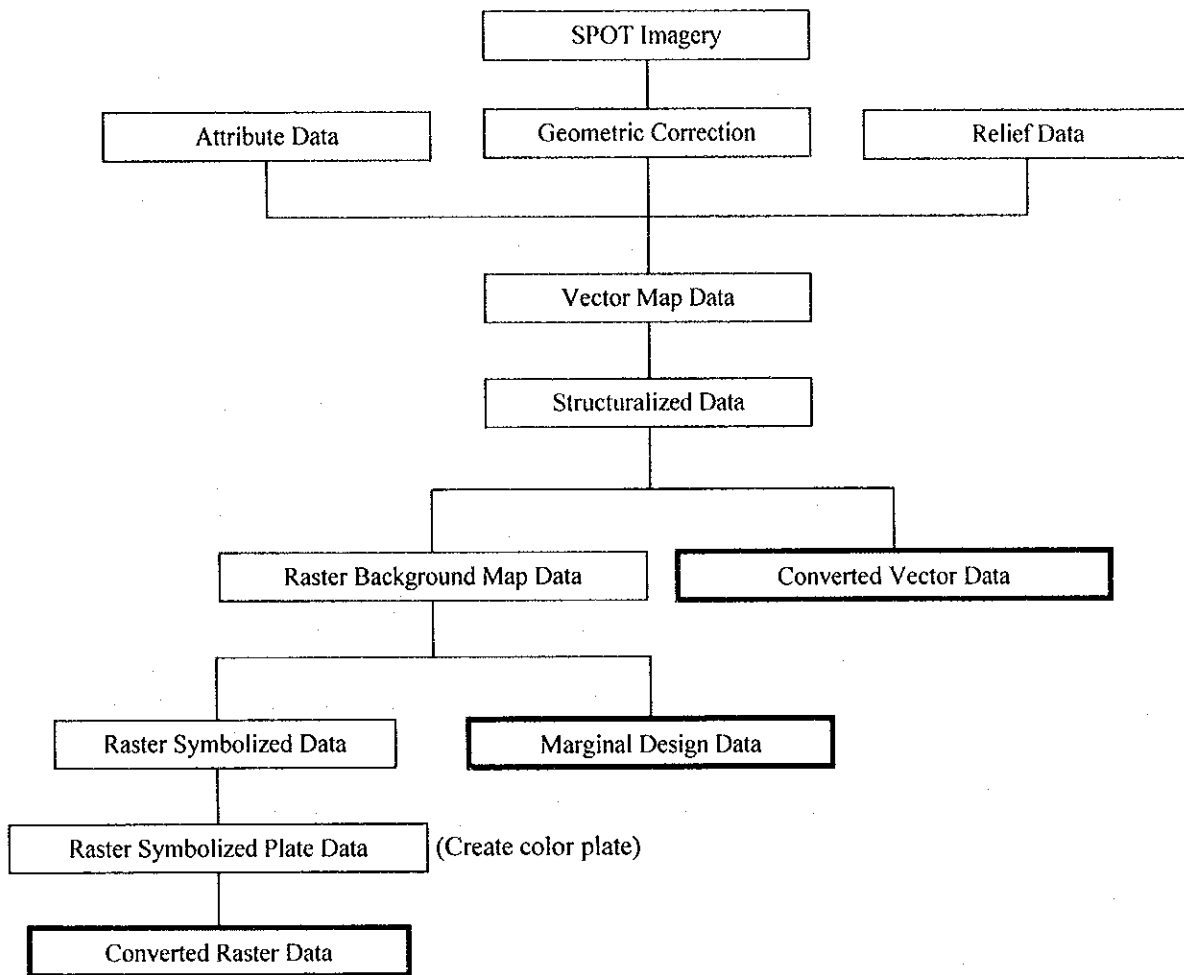 SPOT Imagery
Attribute Data
Geometric Correction
Relief Data
Vector Map Data
Structuralized Data
Raster Background Map Data
Converted Vector Data
Raster Symbolized Data
Marginal Design Data
Raster Symbolized Plate Data
(Create color plate)
Converted Raster Data